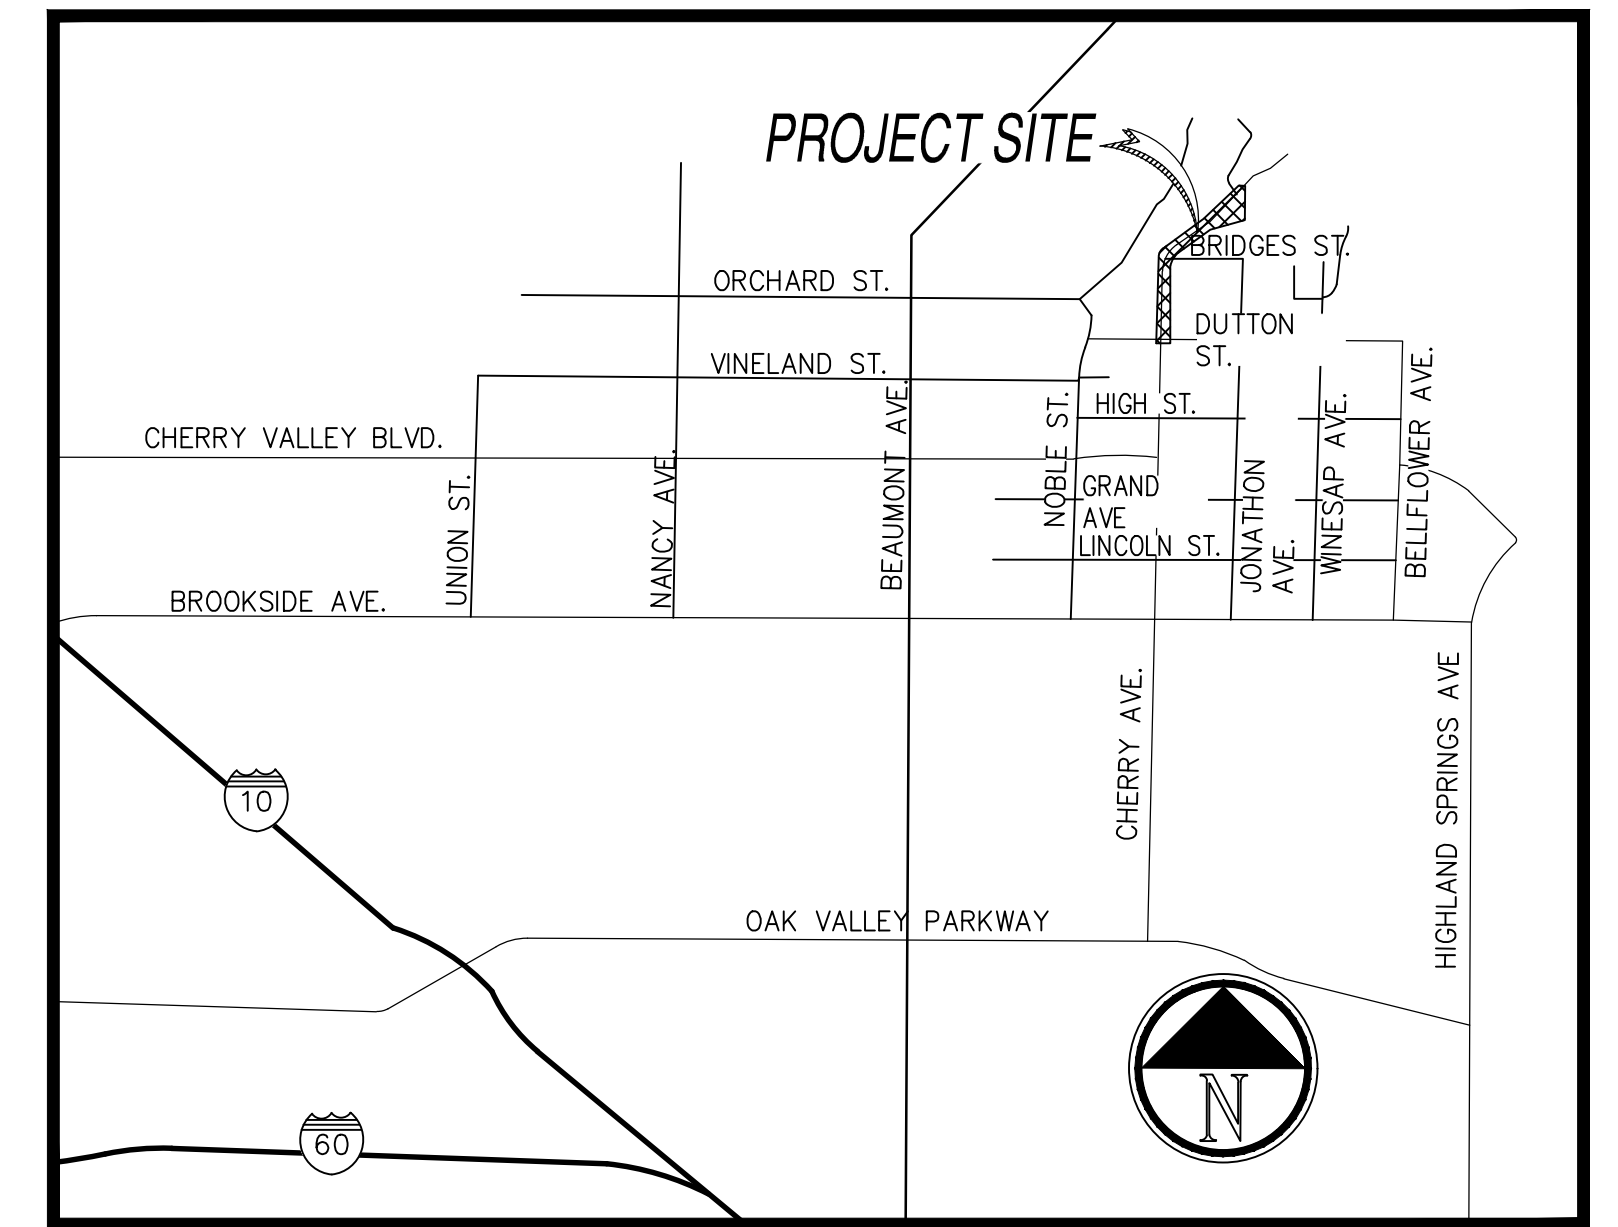 PROJECT SITE
BRIDGES ST.
ORCHARD ST.
DUTTON
ST.
VINELAND ST.
HIGH ST.
CHERRY VALLEY BLVD.
UNION ST.
NANCY AVE.
BEAUMONT AVE.
NOBLE ST.
GRAND
AVE
LINCOLN ST.
JONATHON
AVE.
WINESAP AVE.
BELLFLOWER AVE.
BROOKSIDE AVE.
CHERRY AVE.
HIGHLAND SPRINGS AVE
10
OAK VALLEY PARKWAY
60
N